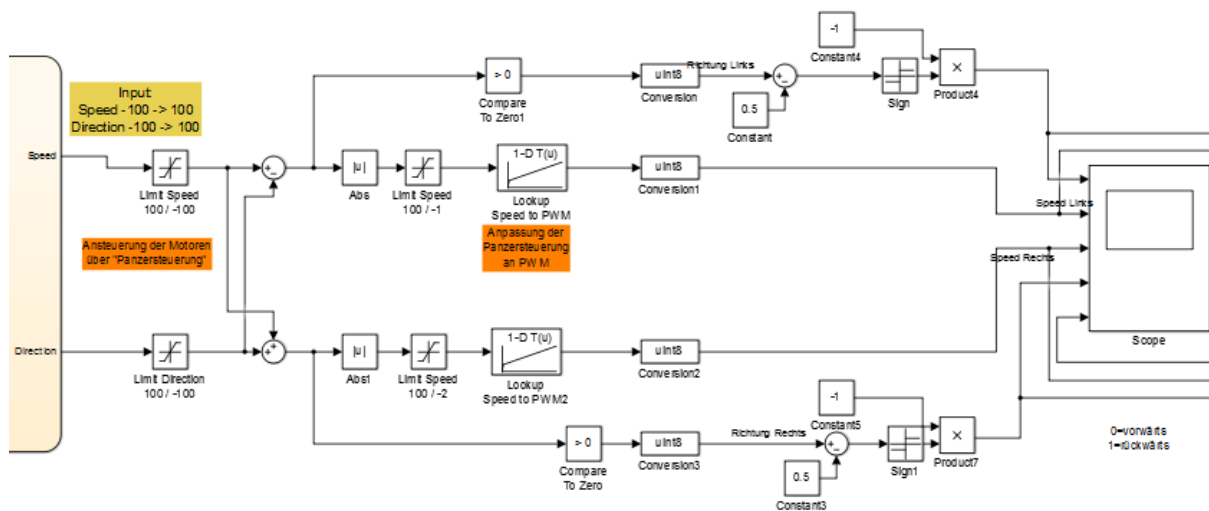 -1
Constant4
> 0
Compare
To Zero1
uint8
Conversion
Richtung Links
0.5
Constant
Sign
×
Product4
Input:
Speed -100 -> 100
Direction -100 -> 100
Speed
Limit Speed
100 / -100
|u|
Abs
Limit Speed
100 / -1
1-D T(u)
Lookup
Speed to PWM
uint8
Conversion1
Speed Links
Ansteuerung der Motoren
über "Panzersteuerung"
Anpassung der
Panzersteuerung
an PWM
Speed Rechts
Scope
Direction
Limit Direction
100 / -100
|u|
Abs1
Limit Speed
100 / -2
1-D T(u)
Lookup
Speed to PWM2
uint8
Conversion2
-1
Constant5
> 0
Compare
To Zero
uint8
Conversion3
Richtung Rechts
0.5
Constant3
Sign1
×
Product7
0=vorwärts
1=rückwärts